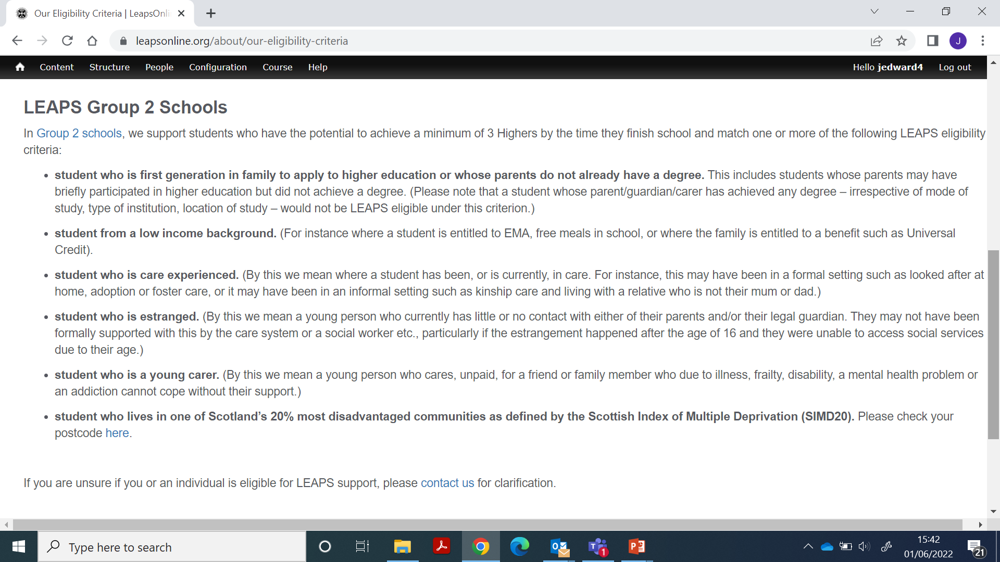 Our Eligibility Criteria | LeapsOnli
leapsonline.org/about/our-eligibility-criteria
J
Content Structure People Configuration Course Help Hello jedward4 Log out
LEAPS Group 2 Schools
In Group 2 schools, we support students who have the potential to achieve a minimum of 3 Highers by the time they finish school and match one or more of the following LEAPS eligibility
criteria:
• student who is first generation in family to apply to higher education or whose parents do not already have a degree. This includes students whose parents may have
briefly participated in higher education but did not achieve a degree. (Please note that a student whose parent/guardian/carer has achieved any degree – irrespective of mode of
study, type of institution, location of study – would not be LEAPS eligible under this criterion.)
• student from a low income background. (For instance where a student is entitled to EMA, free meals in school, or where the family is entitled to a benefit such as Universal
Credit).
• student who is care experienced. (By this we mean where a student has been, or is currently, in care. For instance, this may have been in a formal setting such as looked after at
home, adoption or foster care, or it may have been in an informal setting such as kinship care and living with a relative who is not their mum or dad.)
• student who is estranged. (By this we mean a young person who currently has little or no contact with either of their parents and/or their legal guardian. They may not have been
formally supported with this by the care system or a social worker etc., particularly if the estrangement happened after the age of 16 and they were unable to access social services
due to their age.)
• student who is a young carer. (By this we mean a young person who cares, unpaid, for a friend or family member who due to illness, frailty, disability, a mental health problem or
an addiction cannot cope without their support.)
• student who lives in one of Scotland’s 20% most disadvantaged communities as defined by the Scottish Index of Multiple Deprivation (SIMD20). Please check your
postcode here.
If you are unsure if you or an individual is eligible for LEAPS support, please contact us for clarification.
Type here to search
1
15:42
01/06/2022
21